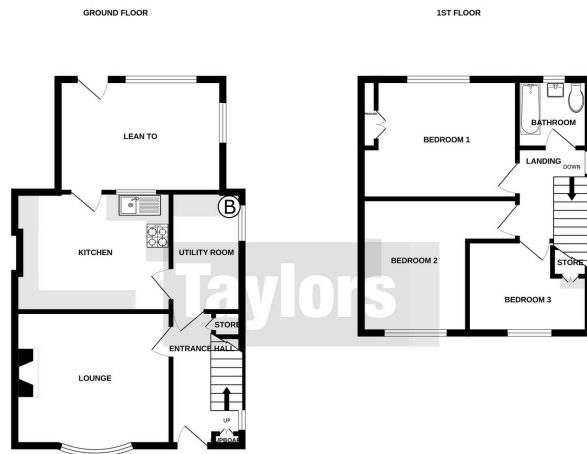 GROUND FLOOR
1ST FLOOR
LEAN TO
KITCHEN
B
UTILITY ROOM
STORE
ENTRANCE HALL
LOUNGE
UP
BEDROOM 1
BATHROOM
LANDING
DOWN
BEDROOM 2
STORE
BEDROOM 3
Taylors